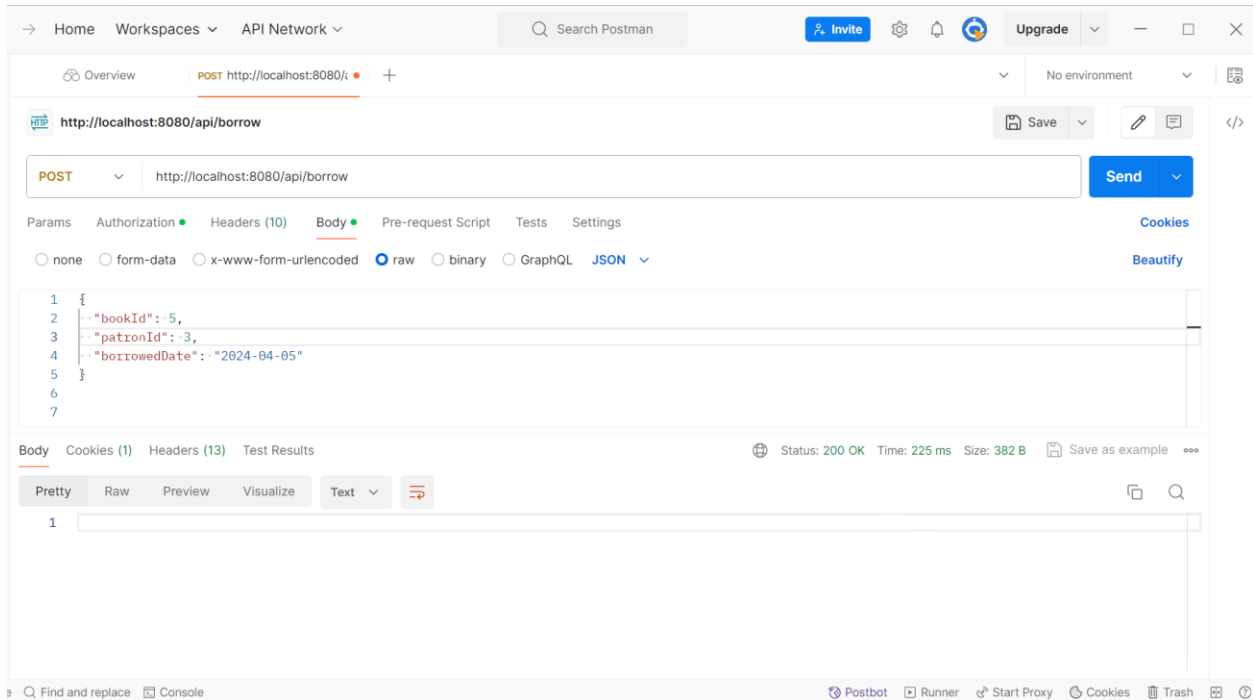 Home Workspaces API Network Search Postman Invite Upgrade
Overview POST http://localhost:8080/a No environment
HTTP http://localhost:8080/api/borrow Save
POST http://localhost:8080/api/borrow Send
Params Authorization Headers (10) Body Pre-request Script Tests Settings Cookies
none form-data x-www-form-urlencoded raw binary GraphQL JSON Beautify
1 {
2 "bookId": 5,
3 "patronId": 3,
4 "borrowedDate": "2024-04-05"
5 }
6
7
Body Cookies (1) Headers (13) Test Results Status: 200 OK Time: 225 ms Size: 382 B Save as example
Pretty Raw Preview Visualize Text
1
e Find and replace Console Postbot Runner Start Proxy Cookies Trash